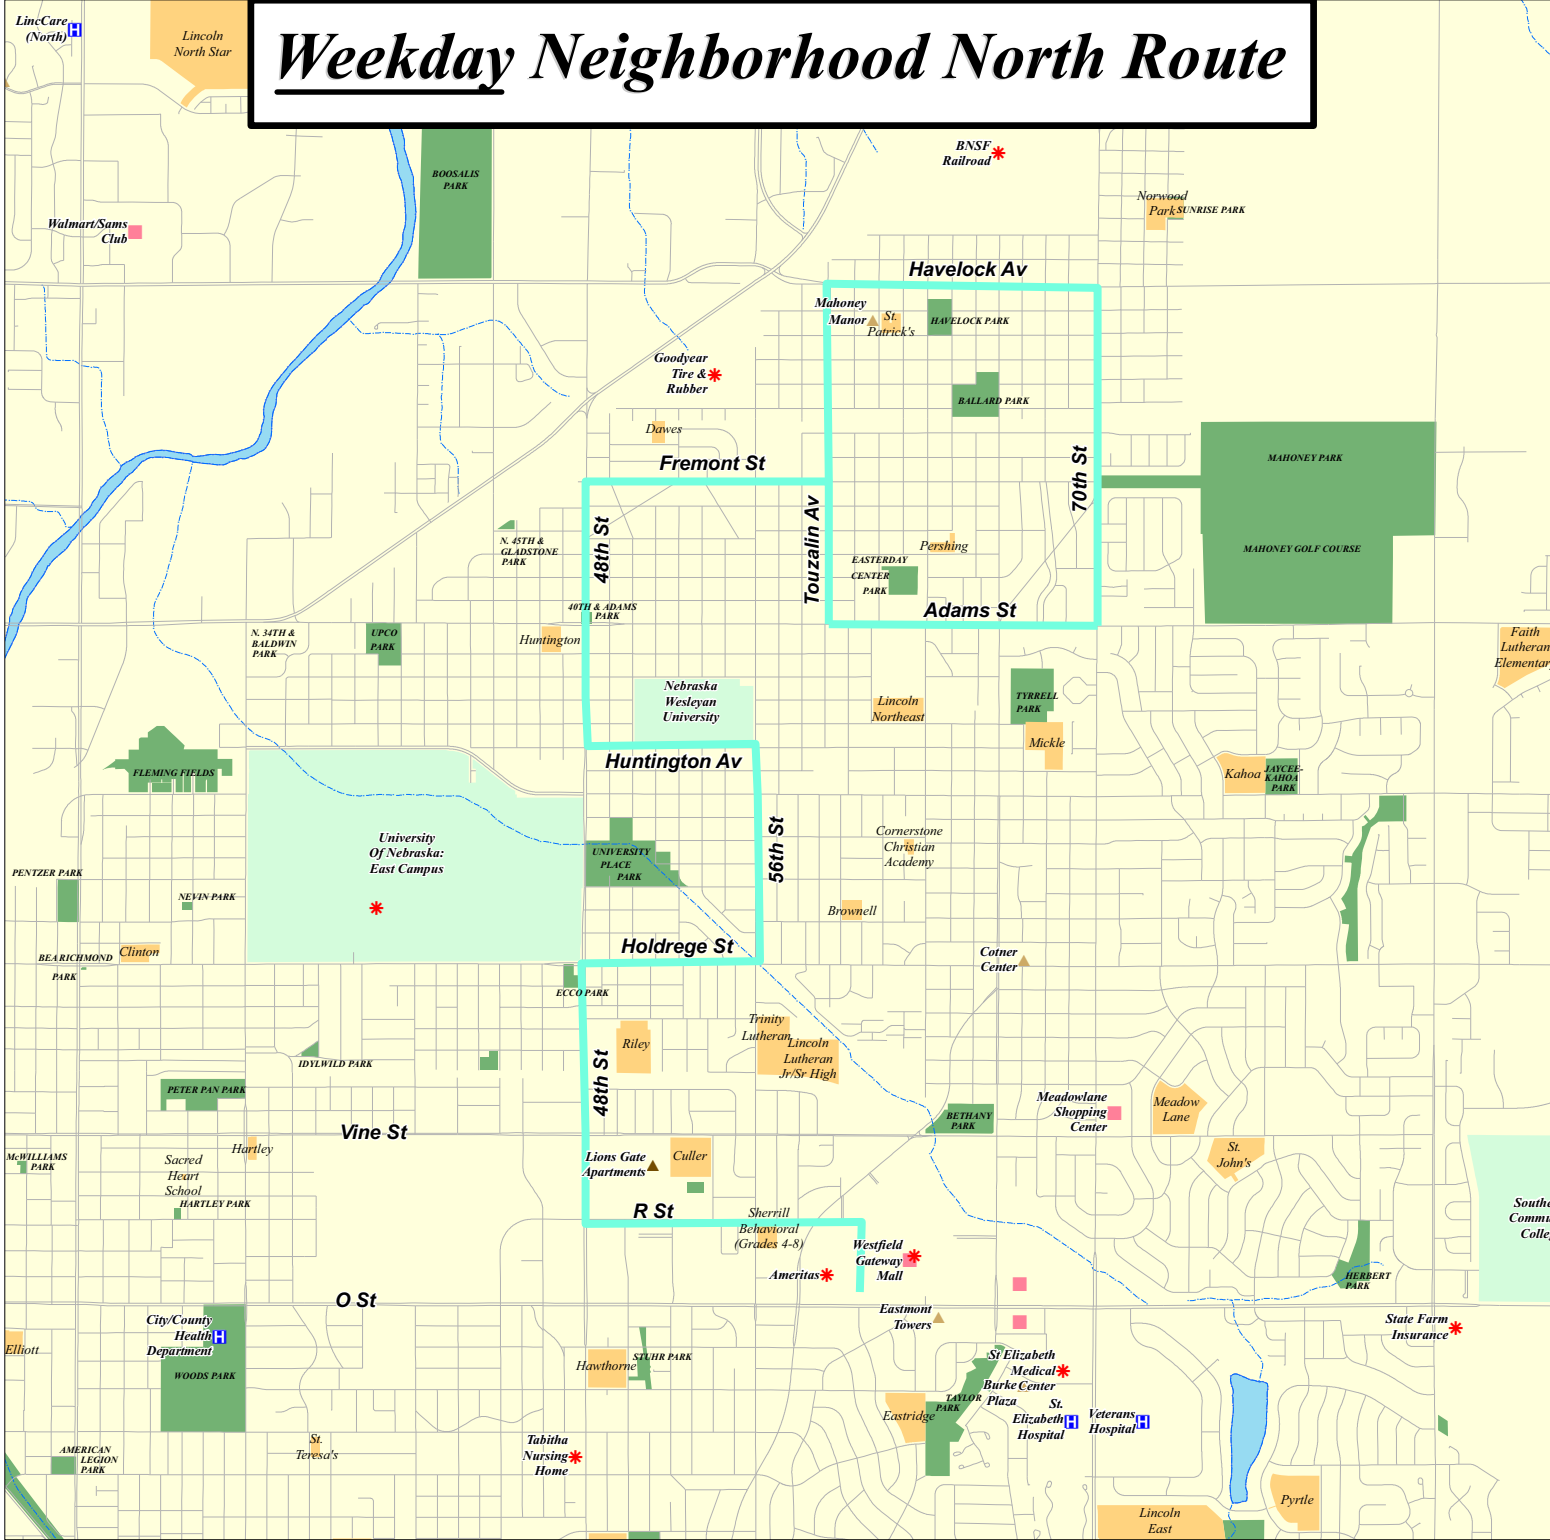 Weekday Neighborhood North Route
LincCare
(North)
Lincoln
North Star
BOOSALIS
PARK
BNSF
Railroad
Norwood
Park
SUNRISE PARK
Walmart/Sams
Club
Havelock Av
Mahoney
Manor
St.
Patrick's
HAVELOCK PARK
Goodyear
Tire &
Rubber
BALLARD PARK
Dawes
Fremont St
70th St
MAHONEY PARK
48th St
Touzalin Av
N. 45TH &
GLADSTONE
PARK
Pershing
MAHONEY GOLF COURSE
EASTERDAY
CENTER
PARK
40TH & ADAMS
PARK
Adams St
N. 34TH &
BALDWIN
PARK
UPCO
PARK
Huntington
Faith
Lutheran
Elementar
Nebraska
Wesleyan
University
Lincoln
Northeast
TYRRELL
PARK
Mickle
Huntington Av
FLEMING FIELDS
Kahoa
JAYCEE-
KAHOA
PARK
University
Of Nebraska:
East Campus
56th St
Cornerstone
Christian
Academy
UNIVERSITY
PLACE
PARK
PENTZER PARK
NEVIN PARK
Brownell
Holdrege St
BEA RICHMOND
PARK
Clinton
Cotner
Center
ECCO PARK
Trinity
Lutheran
Riley
Lincoln
Lutheran
Jr/Sr High
IDYLWILD PARK
48th St
PETER PAN PARK
Meadowlane
Shopping
Center
Meadow
Lane
BETHANY
PARK
Vine St
Hartley
McWILLIAMS
PARK
Sacred
Heart
School
Lions Gate
Apartments
Culler
St.
John's
HARTLEY PARK
R St
Sherrill
Behavioral
(Grades 4-8)
Southe
Commu
Colle
Westfield
Gateway
Mall
Ameritas
HERBERT
PARK
O St
City/County
Health
Department
Eastmont
Towers
State Farm
Insurance
Elliott
WOODS PARK
Hawthorne
STUHR PARK
St Elizabeth
Medical
Center
Burke
Plaza
TAYLOR
PARK
Eastridge
St.
Elizabeth
Hospital
Veterans
Hospital
St.
Teresa's
Tabitha
Nursing
Home
AMERICAN
LEGION
PARK
Pyrtle
Lincoln
East